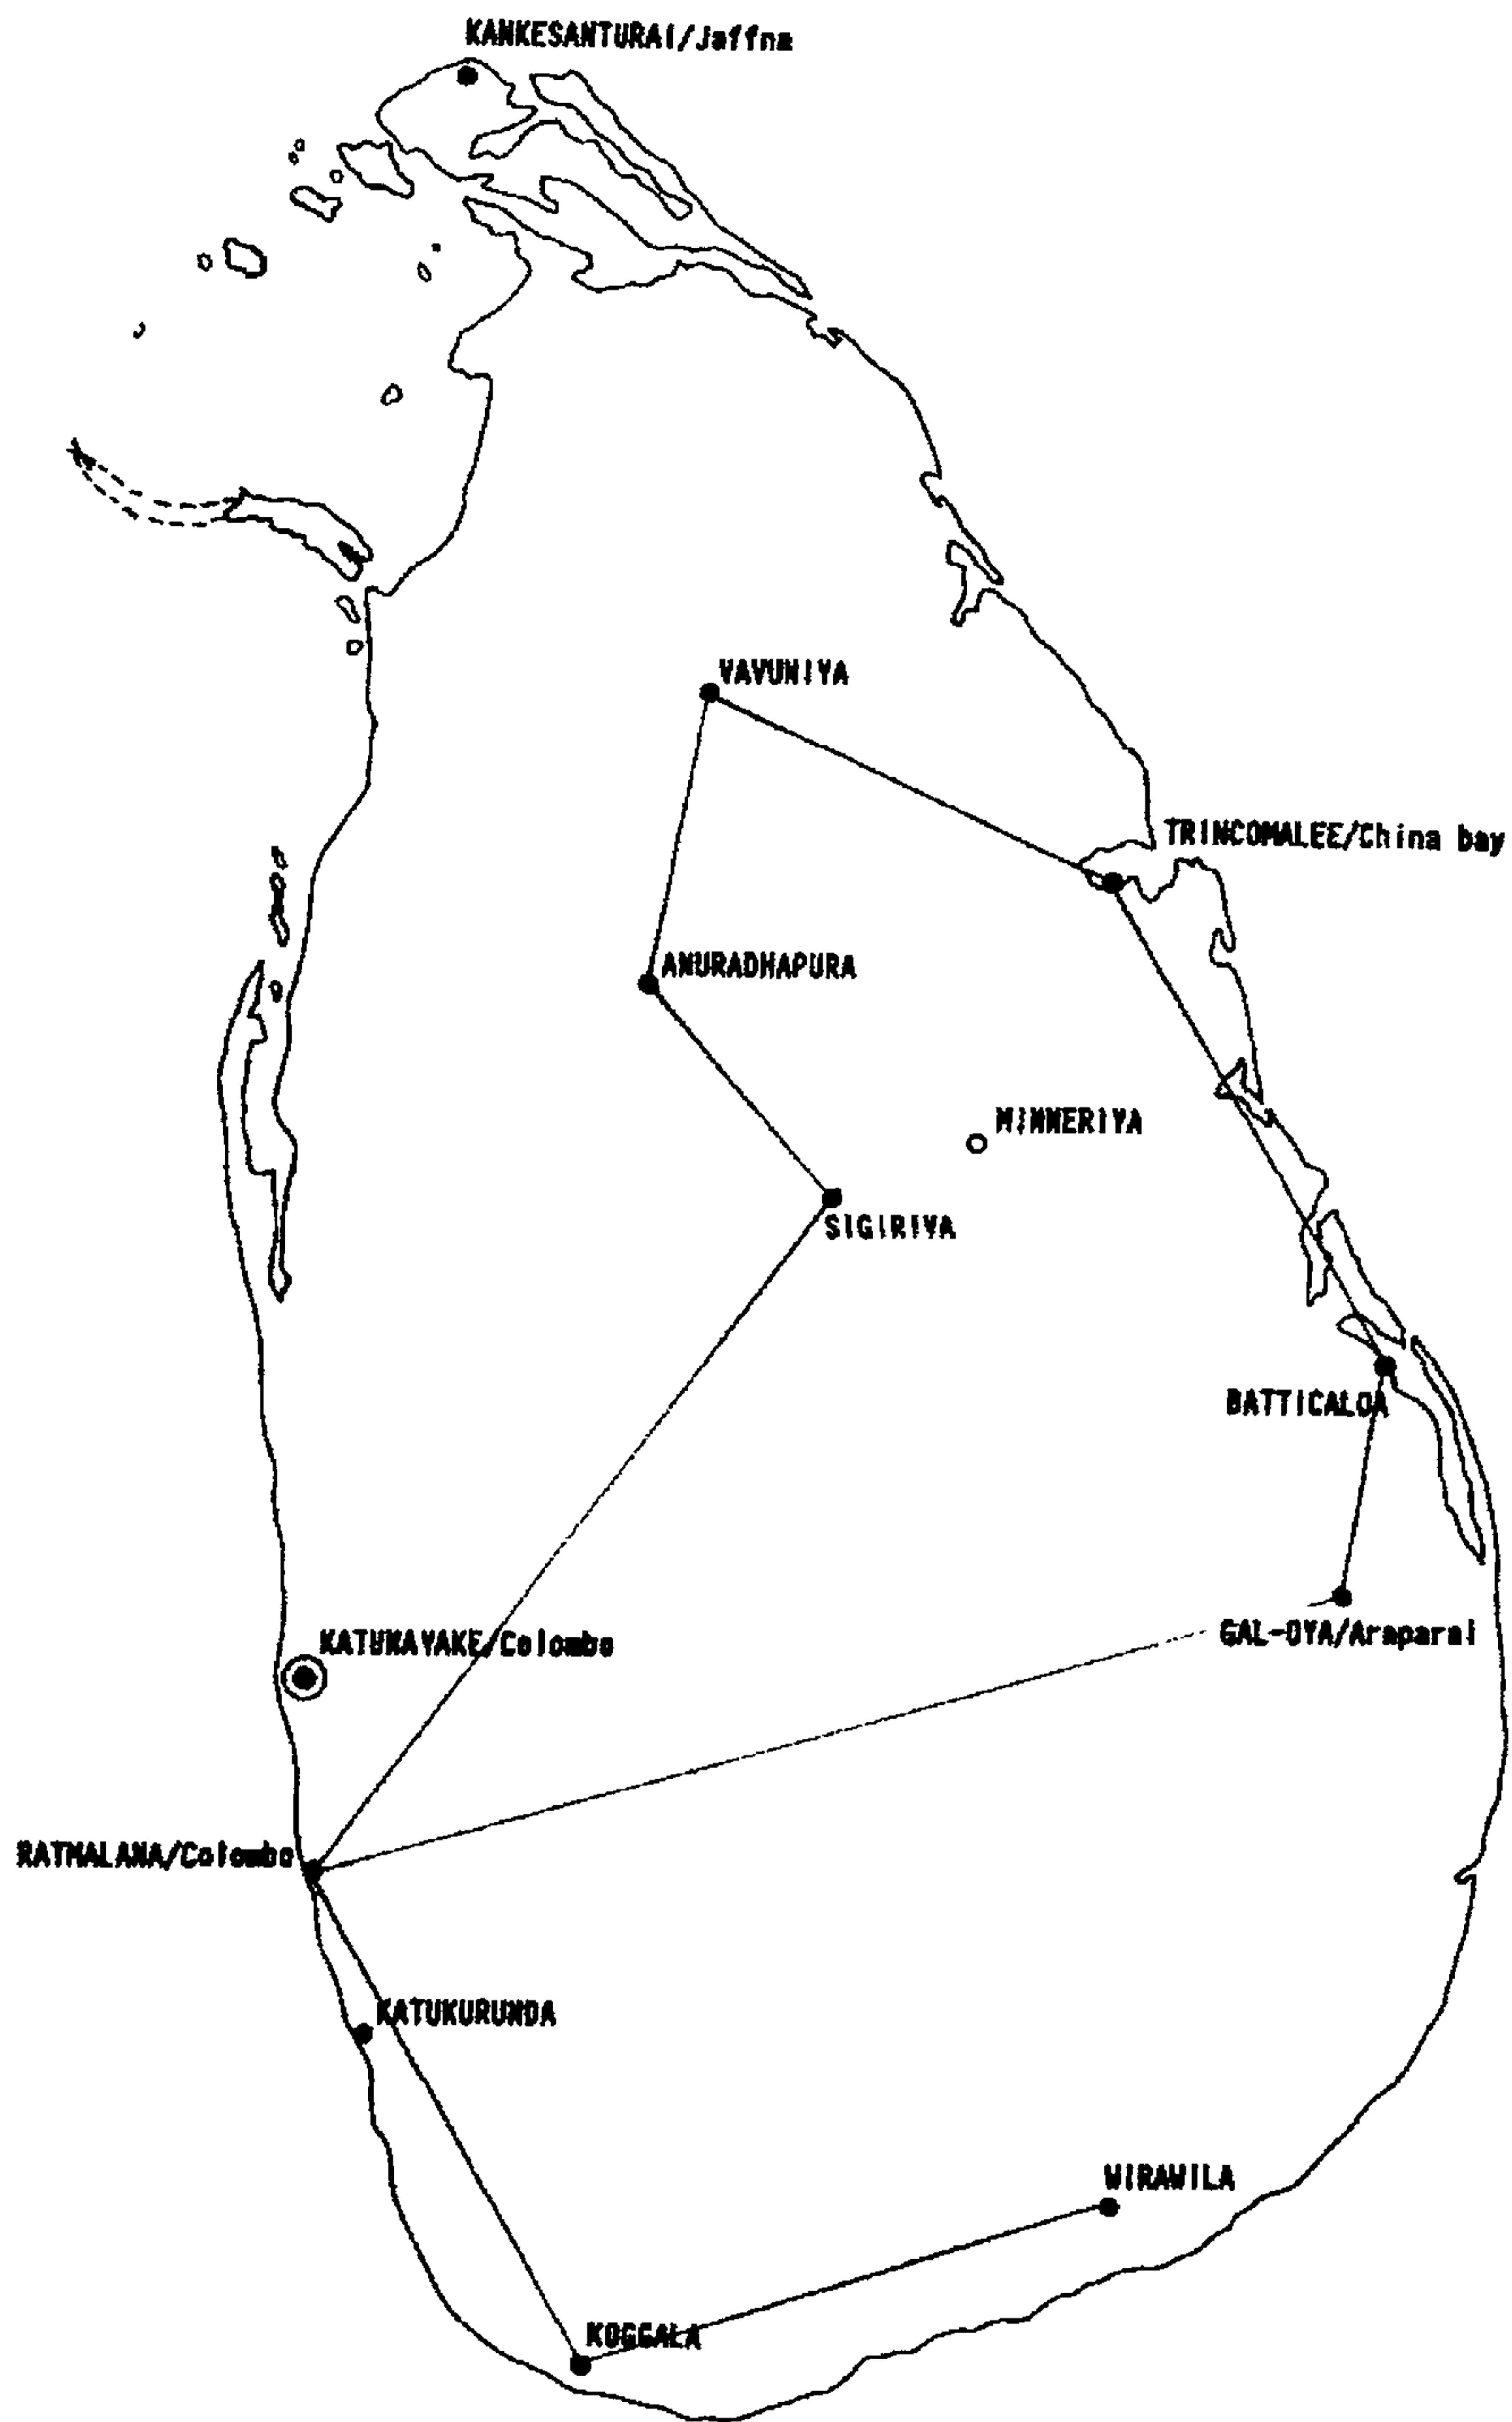 KANKESANTURAI/Jaffna
VAVUNIYA
TRINCOMALEE/China bay
ANURADHAPURA
MINNERIYA
SIGIRIYA
BATTICALOA
GAL-OYA/Araparai
KATUNAYAKE/Colombo
RATMALANA/Colombo
KATUKURUNDA
WIRAWILA
KOGGALA